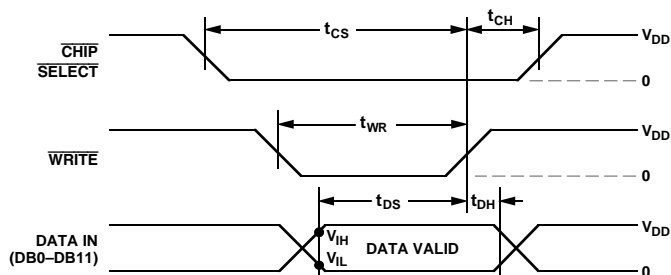 tCS
tCH
CHIP
SELECT
VDD
0
tWR
WRITE
VDD
0
tDS
tDH
DATA IN
(DB0–DB11)
VIH
VIL
DATA VALID
VDD
0